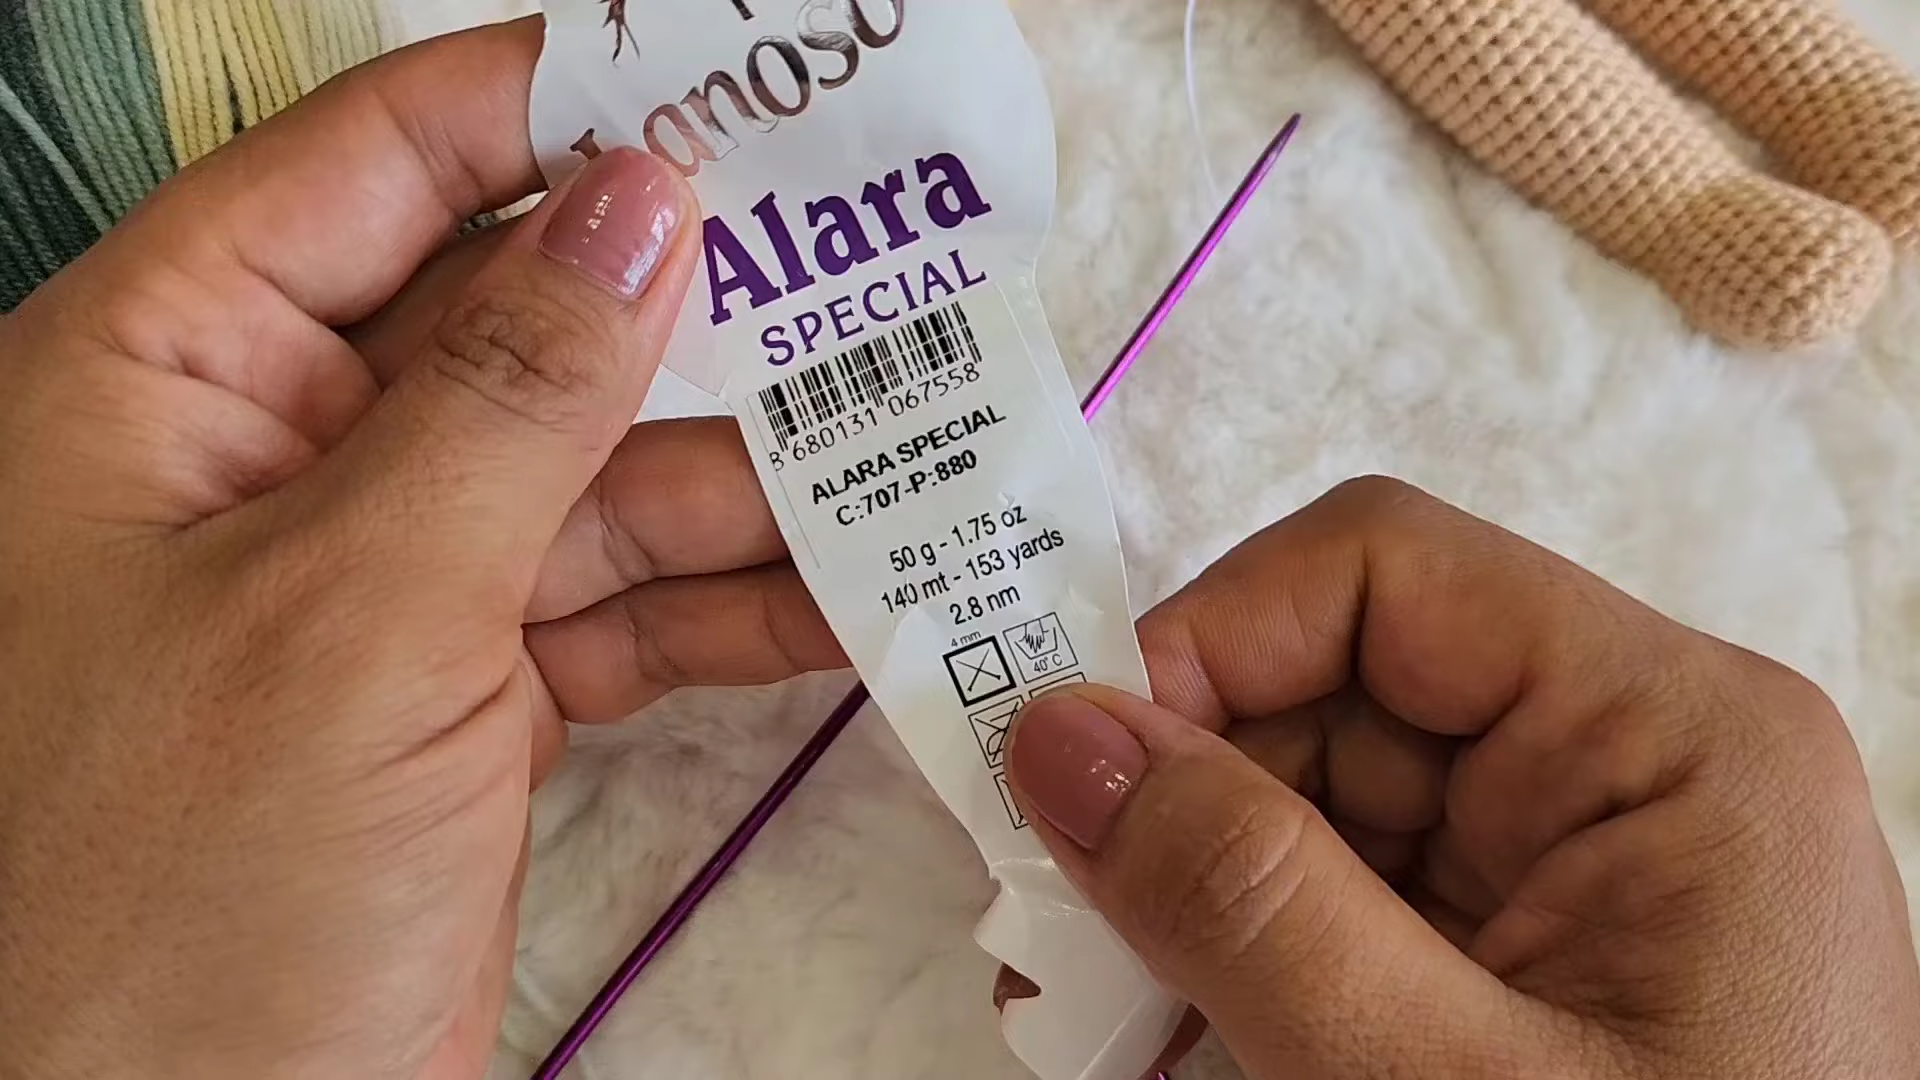 Lanoso
Alara
SPECIAL
8 680131 067558
ALARA SPECIAL
C:707-P:880
50 g - 1.75 oz
140 mt - 153 yards
2.8 nm
4 mm
40° C